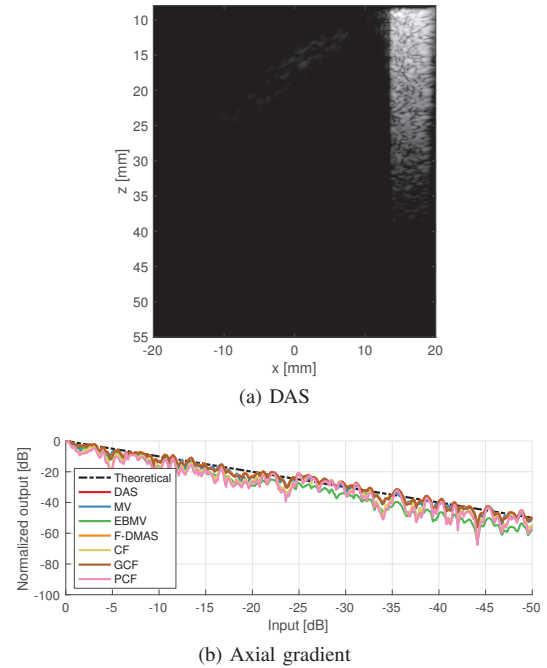 10
15
20
25
30
35
40
45
50
55
z [mm]
-20 -10 0 10 20
x [mm]
(a) DAS
0
-20
-40
-60
-80
-100
Normalized output [dB]
Theoretical
DAS
MV
EBMV
F-DMAS
CF
GCF
PCF
0 -5 -10 -15 -20 -25 -30 -35 -40 -45 -50
Input [dB]
(b) Axial gradient